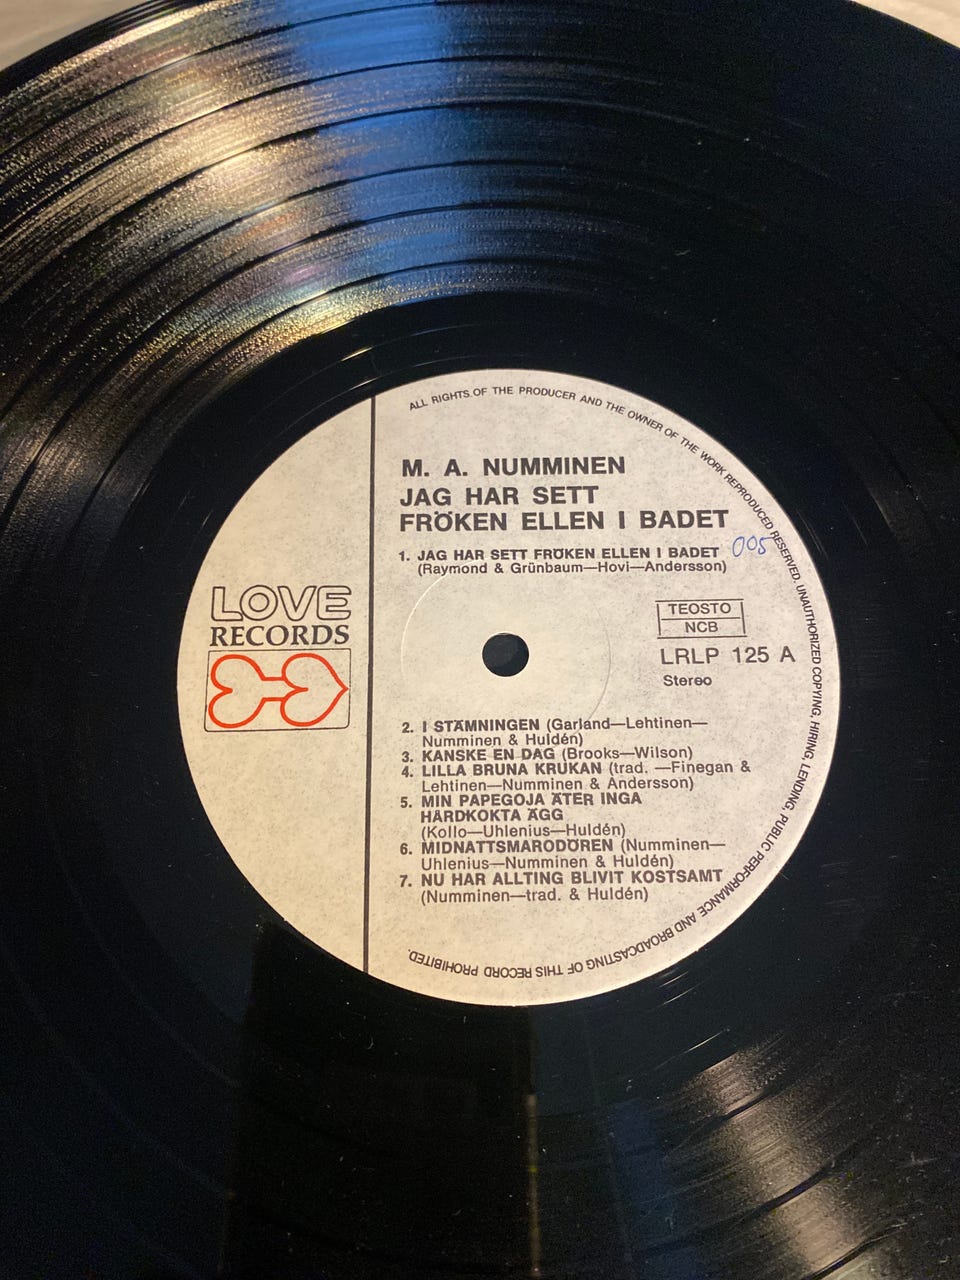 ALL RIGHTS OF THE PRODUCER AND THE OWNER OF THE WORK REPRODUCED RESERVED. UNAUTHORIZED COPYING, HIRING, LENDING, PUBLIC PERFORMANCE AND BROADCASTING OF THIS RECORD PROHIBITED.
M. A. NUMMINEN
JAG HAR SETT
FRÖKEN ELLEN I BADET
1. JAG HAR SETT FRÖKEN ELLEN I BADET
(Raymond & Grünbaum—Hovi—Andersson)
005
LOVE
RECORDS
TEOSTO
NCB
LRLP 125 A
Stereo
2. I STÄMNINGEN (Garland—Lehtinen—
Numminen & Huldén)
3. KANSKE EN DAG (Brooks—Wilson)
4. LILLA BRUNA KRUKAN (trad. —Finegan &
Lehtinen—Numminen & Andersson)
5. MIN PAPEGOJA ÄTER INGA
HÅRDKOKTA ÄGG
(Kollo—Uhlenius—Huldén)
6. MIDNATTSMARODÖREN (Numminen—
Uhlenius—Numminen & Huldén)
7. NU HAR ALLTING BLIVIT KOSTSAMT
(Numminen—trad. & Huldén)